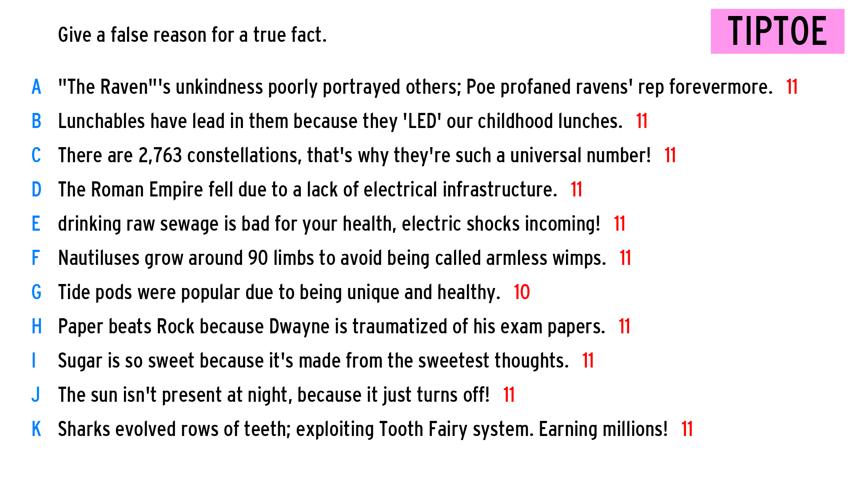 Give a false reason for a true fact.
TIPTOE
A "The Raven"'s unkindness poorly portrayed others; Poe profaned ravens' rep forevermore. 11
B Lunchables have lead in them because they 'LED' our childhood lunches. 11
C There are 2,763 constellations, that's why they're such a universal number! 11
D The Roman Empire fell due to a lack of electrical infrastructure. 11
E drinking raw sewage is bad for your health, electric shocks incoming! 11
F Nautiluses grow around 90 limbs to avoid being called armless wimps. 11
G Tide pods were popular due to being unique and healthy. 10
H Paper beats Rock because Dwayne is traumatized of his exam papers. 11
I Sugar is so sweet because it's made from the sweetest thoughts. 11
J The sun isn't present at night, because it just turns off! 11
K Sharks evolved rows of teeth; exploiting Tooth Fairy system. Earning millions! 11